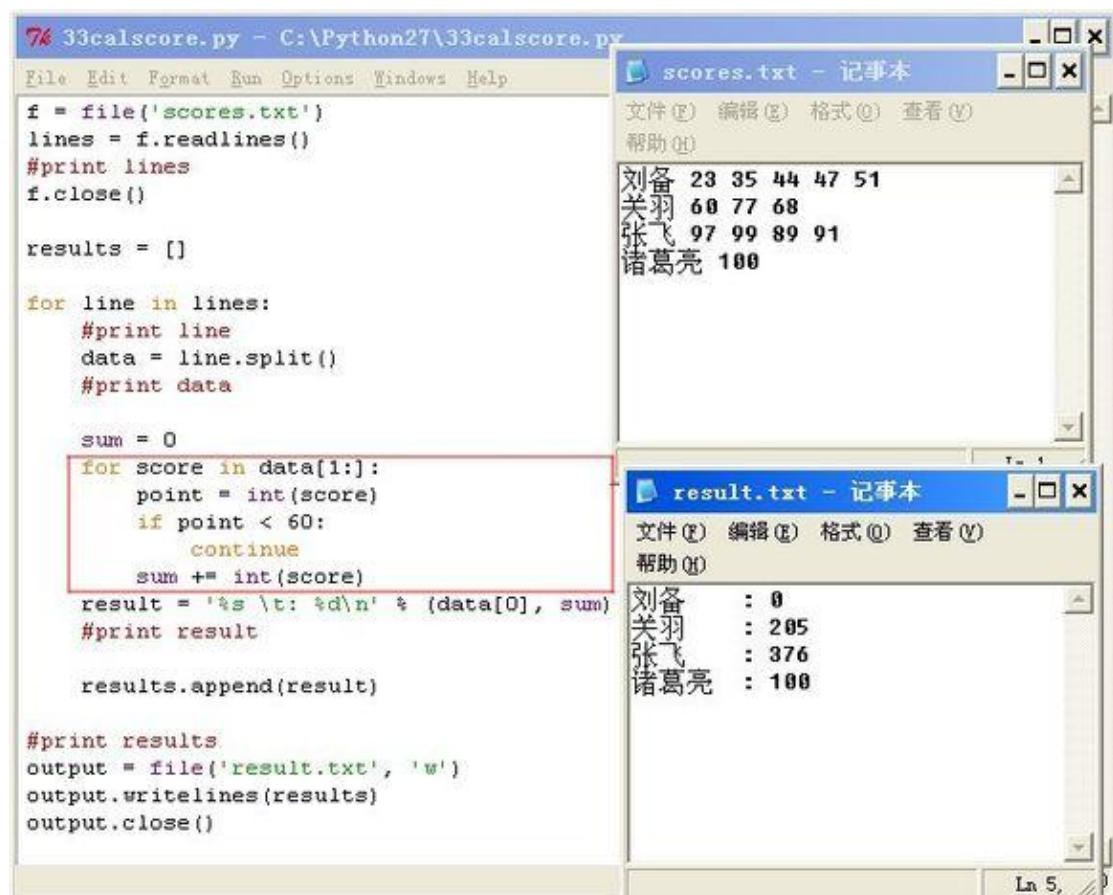 7% 33calscore.py - C:\Python27\33calscore.py
File Edit Format Run Options Windows Help
f = file('scores.txt')
lines = f.readlines()
#print lines
f.close()
results = []
for line in lines:
    #print line
    data = line.split()
    #print data
    sum = 0
    for score in data[1:]:
        point = int(score)
        if point < 60:
            continue
        sum += int(score)
    result = '%s \t: %d\n' % (data[0], sum)
    #print result
    results.append(result)
#print results
output = file('result.txt', 'w')
output.writelines(results)
output.close()
scores.txt - 记事本
文件(F) 编辑(E) 格式(O) 查看(V)
帮助(H)
刘备 23 35 44 47 51
关羽 60 77 68
张飞 97 99 89 91
诸葛亮 100
result.txt - 记事本
文件(F) 编辑(E) 格式(O) 查看(V)
帮助(H)
刘备 : 0
关羽 : 205
张飞 : 376
诸葛亮 : 100
Ln 5,